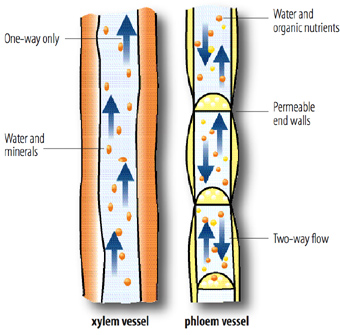 One-way only
Water and
minerals
xylem vessel
Water and
organic nutrients
Permeable
end walls
Two-way flow
phloem vessel